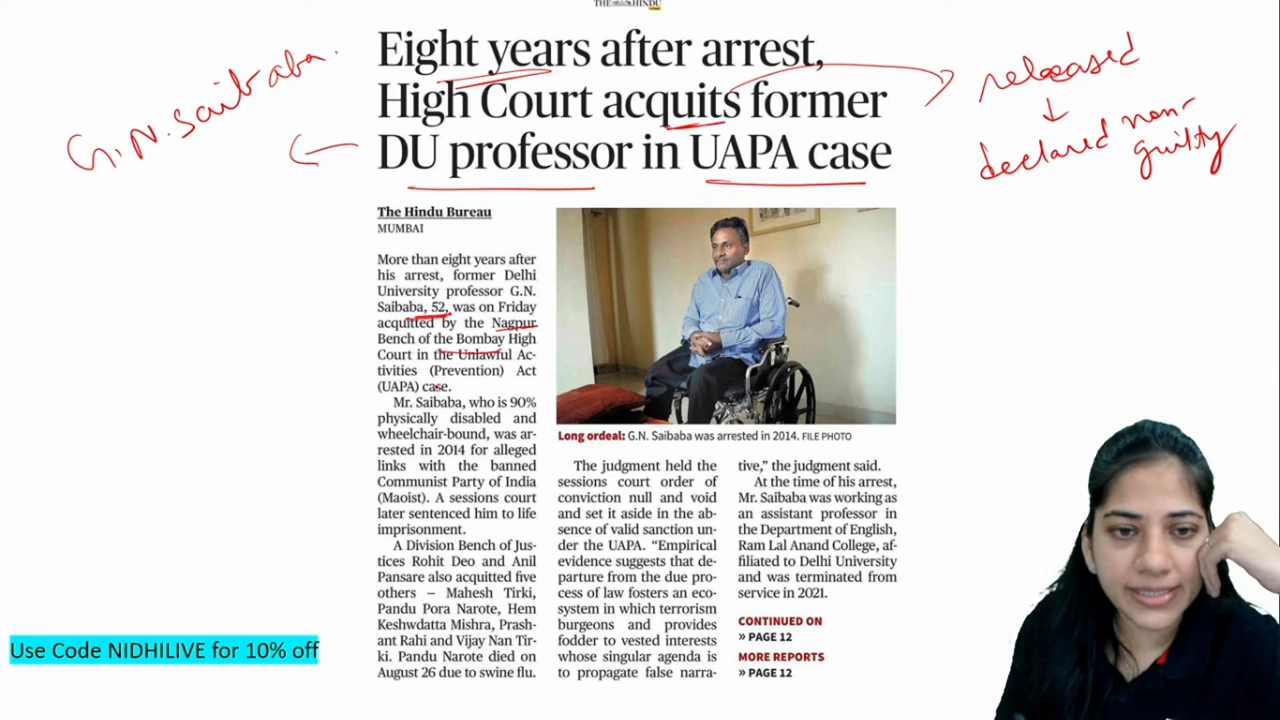 THE HINDU
Eight years after arrest,
High Court acquits former
DU professor in UAPA case
G.N. Saibaba.
released
declared non-
guilty
The Hindu Bureau
MUMBAI
More than eight years after
his arrest, former Delhi
University professor G.N.
Saibaba, 52, was on Friday
acquitted by the Nagpur
Bench of the Bombay High
Court in the Unlawful Ac-
tivities (Prevention) Act
(UAPA) case.
Mr. Saibaba, who is 90%
physically disabled and
wheelchair-bound, was ar-
rested in 2014 for alleged
links with the banned
Communist Party of India
(Maoist). A sessions court
later sentenced him to life
imprisonment.
A Division Bench of Jus-
tices Rohit Deo and Anil
Pansare also acquitted five
others – Mahesh Tirki,
Pandu Pora Narote, Hem
Keshwdatta Mishra, Prash-
ant Rahi and Vijay Nan Tir-
ki. Pandu Narote died on
August 26 due to swine flu.
Long ordeal: G.N. Saibaba was arrested in 2014. FILE PHOTO
The judgment held the
sessions court order of
conviction null and void
and set it aside in the ab-
sence of valid sanction un-
der the UAPA. “Empirical
evidence suggests that de-
parture from the due pro-
cess of law fosters an eco-
system in which terrorism
burgeons and provides
fodder to vested interests
whose singular agenda is
to propagate false narra-
tive,” the judgment said.
At the time of his arrest,
Mr. Saibaba was working as
an assistant professor in
the Department of English,
Ram Lal Anand College, af-
filiated to Delhi University
and was terminated from
service in 2021.
CONTINUED ON
» PAGE 12
MORE REPORTS
» PAGE 12
Use Code NIDHILIVE for 10% off